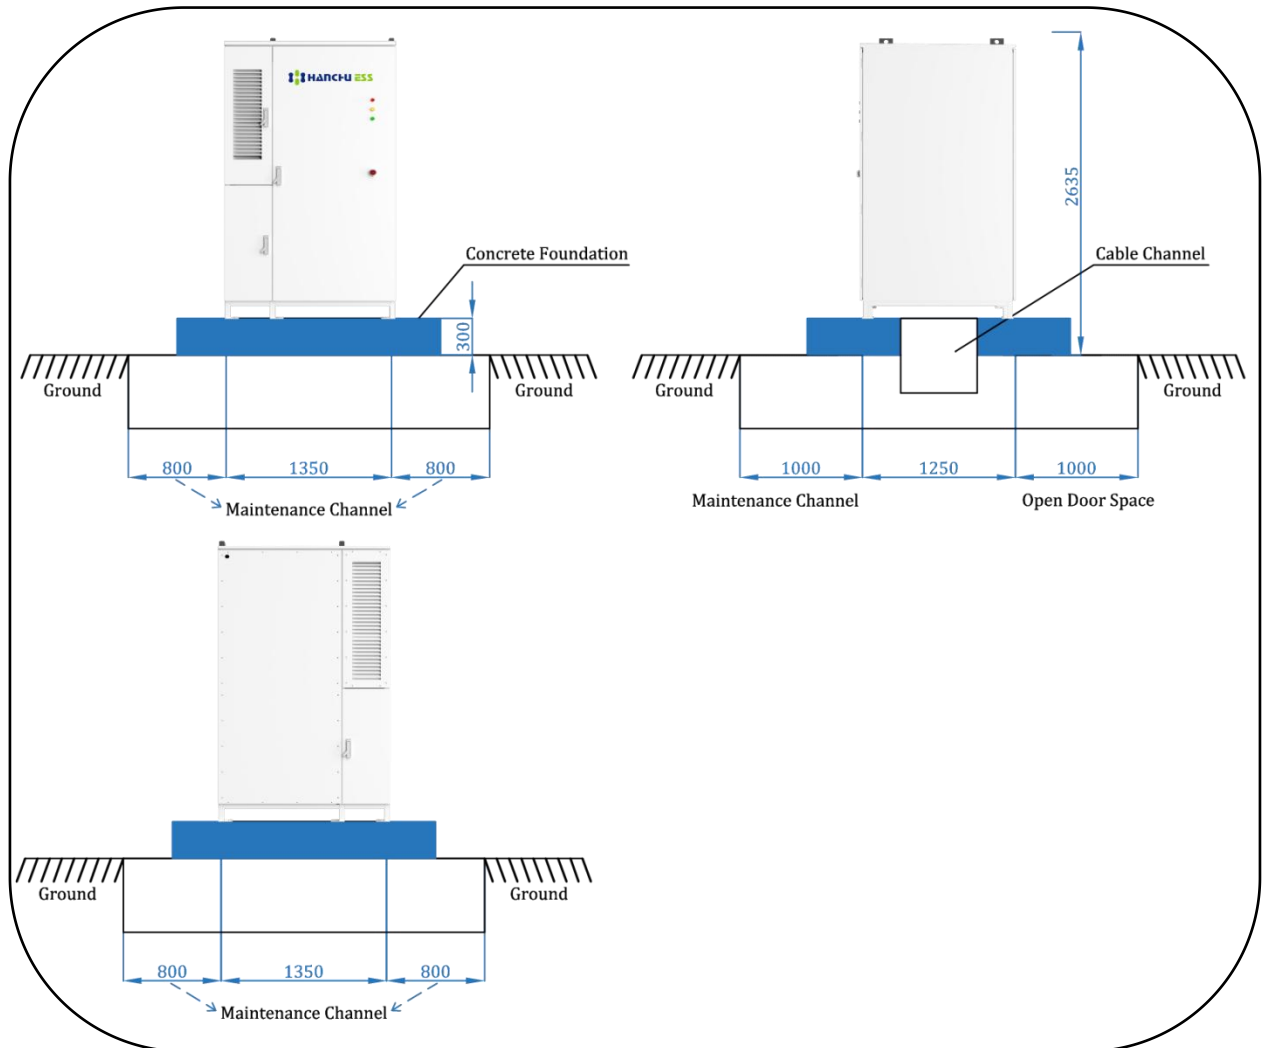 HANCHU ESS
Concrete Foundation
300
Ground
Ground
800
1350
800
Maintenance Channel
2635
Cable Channel
Ground
Ground
1000
1250
1000
Maintenance Channel
Open Door Space
Ground
Ground
800
1350
800
Maintenance Channel